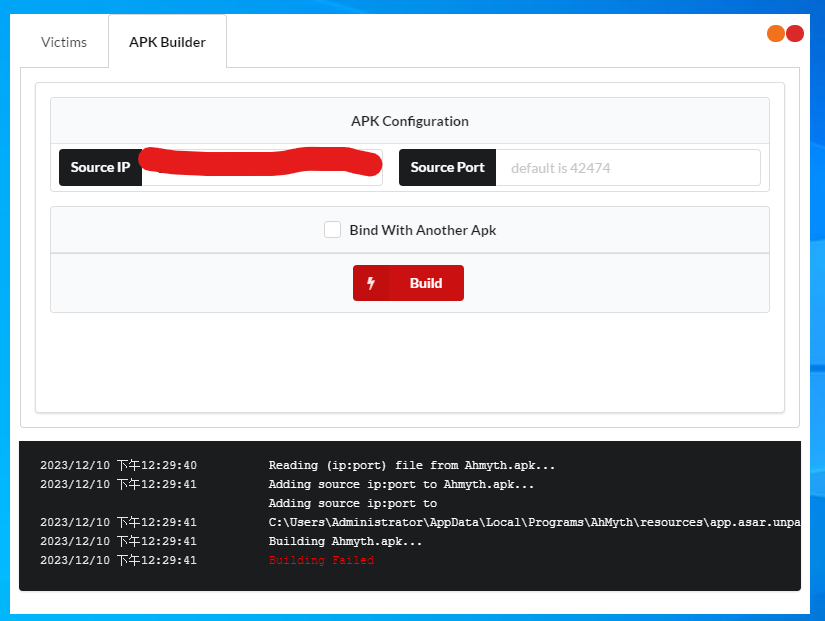 Victims
APK Builder
APK Configuration
Source IP
Source Port
default is 42474
Bind With Another Apk
Build
2023/12/10 下午12:29:40 Reading (ip:port) file from Ahmyth.apk...
2023/12/10 下午12:29:41 Adding source ip:port to Ahmyth.apk...
Adding source ip:port to
2023/12/10 下午12:29:41 C:\Users\Administrator\AppData\Local\Programs\AhMyth\resources\app.asar.unpa
2023/12/10 下午12:29:41 Building Ahmyth.apk...
2023/12/10 下午12:29:41 Building Failed